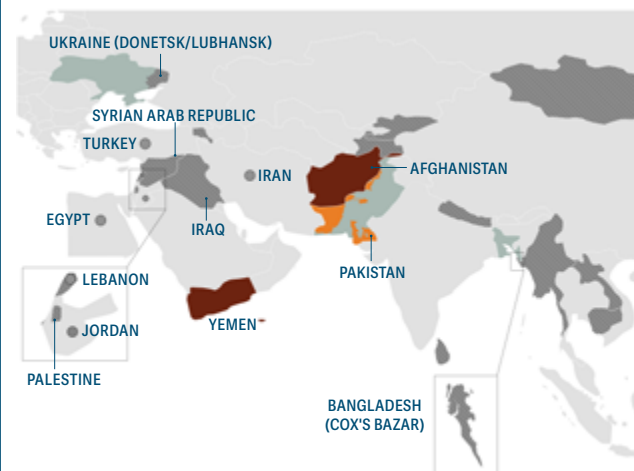 UKRAINE (DONETSK/LUBHANSK)
SYRIAN ARAB REPUBLIC
TURKEY
IRAN
AFGHANISTAN
EGYPT
IRAQ
PAKISTAN
LEBANON
YEMEN
JORDAN
PALESTINE
BANGLADESH
(COX'S BAZAR)